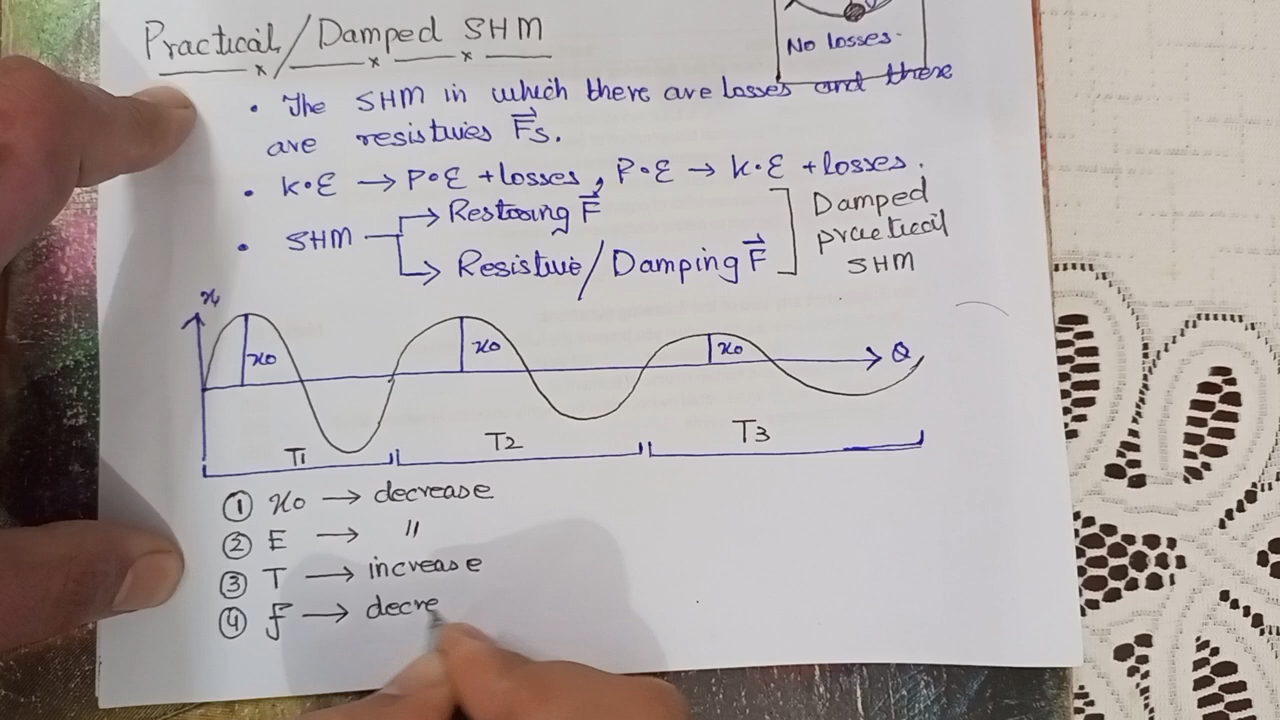 Practical/Damped SHM
No losses.
• The SHM in which there are losses and there
are resistuies F⃗s.
• K.E → P.E + losses, P.E → K.E + losses.
• SHM → Restoring F⃗
→ Resistive/Damping F⃗
Damped
practical
SHM
x
x₀
x₀
x₀
θ
T₁
T₂
T₃
① x₀ → decrease
② E → "
③ T → increase
④ f → decre